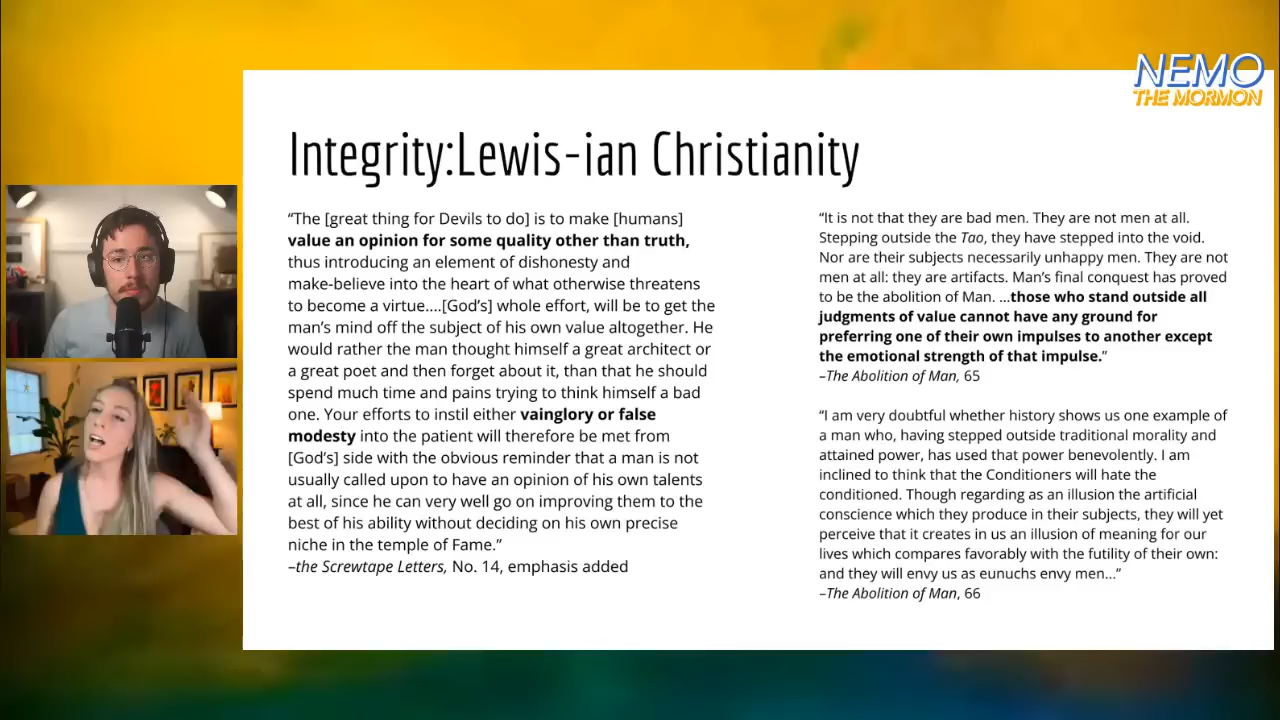 NEMO
THE MORMON
Integrity:Lewis-ian Christianity
“The [great thing for Devils to do] is to make [humans]
value an opinion for some quality other than truth,
thus introducing an element of dishonesty and
make-believe into the heart of what otherwise threatens
to become a virtue....[God’s] whole effort, will be to get the
man’s mind off the subject of his own value altogether. He
would rather the man thought himself a great architect or
a great poet and then forget about it, than that he should
spend much time and pains trying to think himself a bad
one. Your efforts to instil either vainglory or false
modesty into the patient will therefore be met from
[God’s] side with the obvious reminder that a man is not
usually called upon to have an opinion of his own talents
at all, since he can very well go on improving them to the
best of his ability without deciding on his own precise
niche in the temple of Fame.”
–the Screwtape Letters, No. 14, emphasis added
“It is not that they are bad men. They are not men at all.
Stepping outside the Tao, they have stepped into the void.
Nor are their subjects necessarily unhappy men. They are not
men at all: they are artifacts. Man’s final conquest has proved
to be the abolition of Man. ...those who stand outside all
judgments of value cannot have any ground for
preferring one of their own impulses to another except
the emotional strength of that impulse.”
–The Abolition of Man, 65
“I am very doubtful whether history shows us one example of
a man who, having stepped outside traditional morality and
attained power, has used that power benevolently. I am
inclined to think that the Conditioners will hate the
conditioned. Though regarding as an illusion the artificial
conscience which they produce in their subjects, they will yet
perceive that it creates in us an illusion of meaning for our
lives which compares favorably with the futility of their own:
and they will envy us as eunuchs envy men...”
–The Abolition of Man, 66